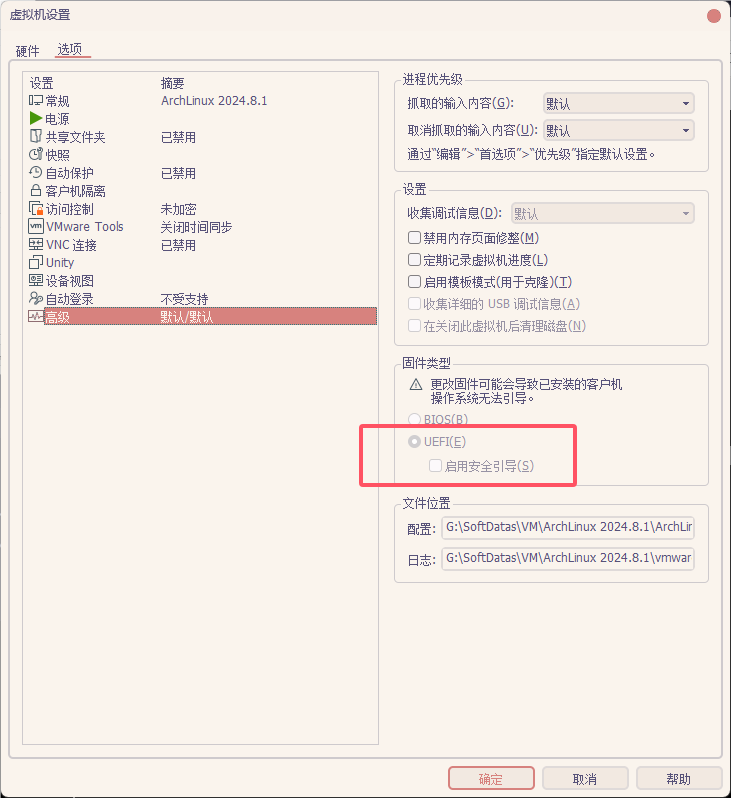 虚拟机设置
硬件 选项
设置 摘要
常规 ArchLinux 2024.8.1
电源
共享文件夹 已禁用
快照
自动保护 已禁用
客户机隔离
访问控制 未加密
VMware Tools 关闭时间同步
VNC 连接 已禁用
Unity
设备视图
自动登录 不受支持
高级 默认/默认
进程优先级
抓取的输入内容(G): 默认
取消抓取的输入内容(U): 默认
通过“编辑”>“首选项”>“优先级”指定默认设置。
设置
收集调试信息(D): 默认
禁用内存页面修整(M)
定期记录虚拟机进度(L)
启用模板模式(用于克隆)(T)
收集详细的 USB 调试信息(A)
在关闭此虚拟机后清理磁盘(N)
固件类型
更改固件可能会导致已安装的客户机
操作系统无法引导。
BIOS(B)
UEFI(E)
启用安全引导(S)
文件位置
配置: G:\SoftDatas\VM\ArchLinux 2024.8.1\ArchLir
日志: G:\SoftDatas\VM\ArchLinux 2024.8.1\vmwar
确定 取消 帮助